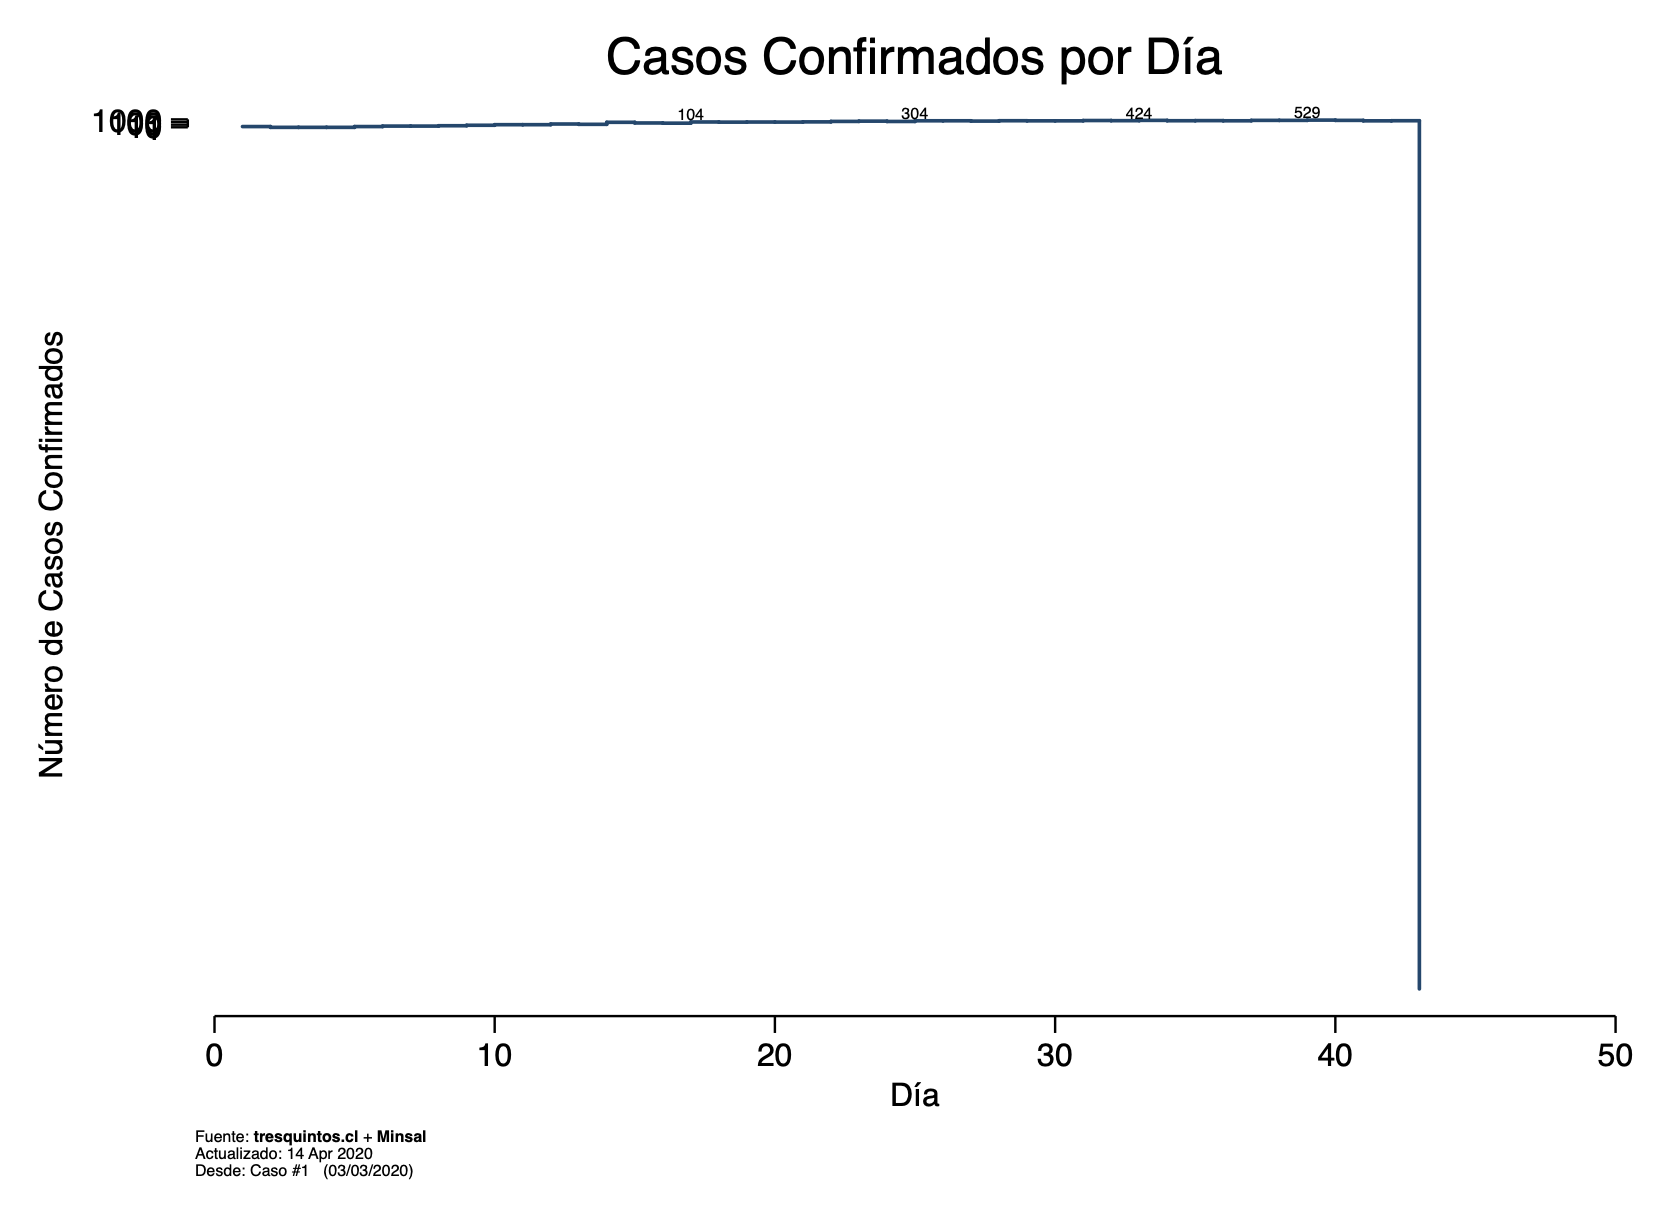 Casos Confirmados por Día
104
304
424
529
Número de Casos Confirmados
0
10
20
30
40
50
Día
Fuente: tresquintos.cl + Minsal
Actualizado: 14 Apr 2020
Desde: Caso #1 (03/03/2020)